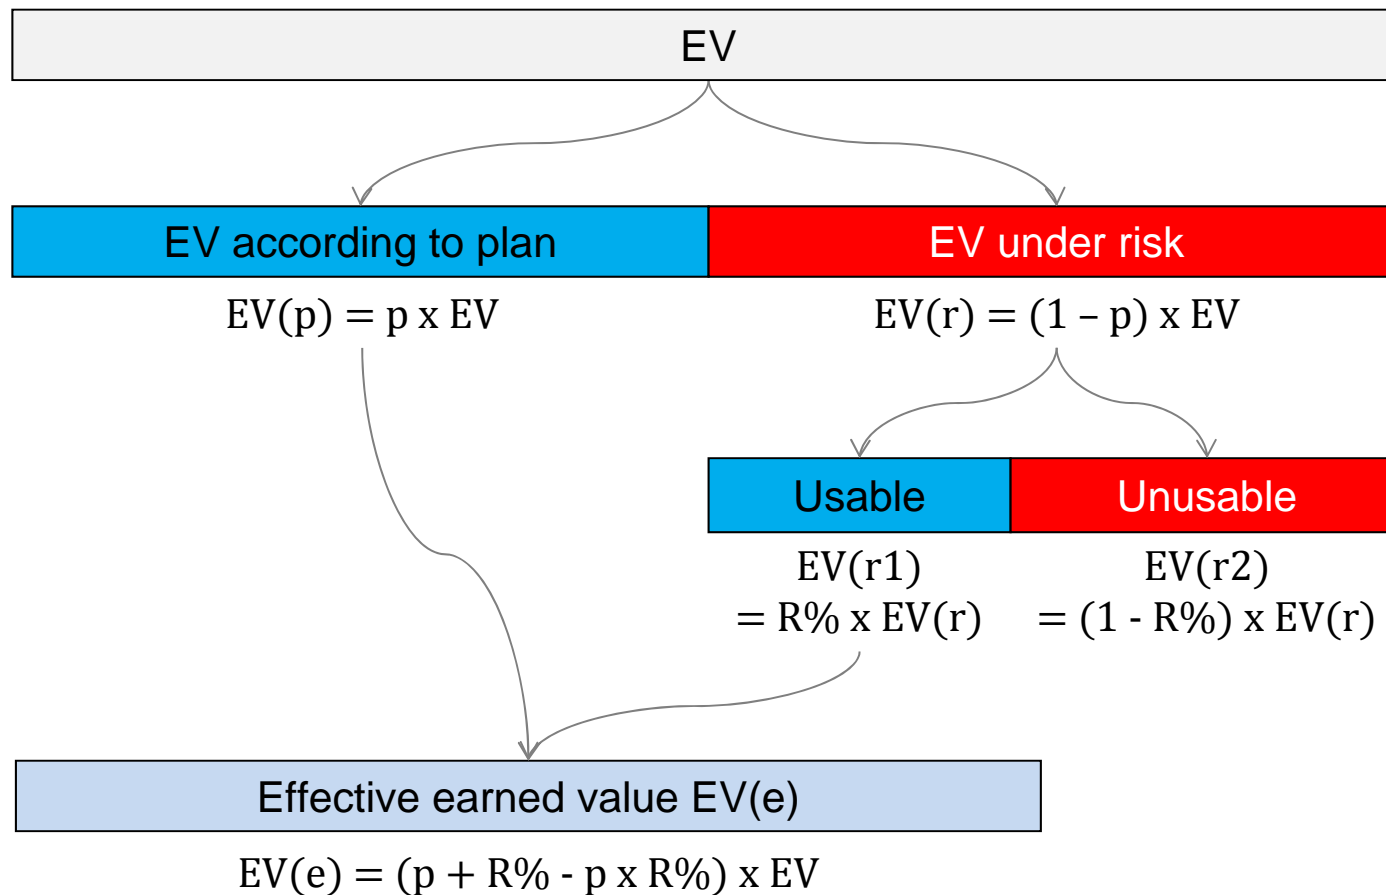 EV
EV according to plan
EV under risk
EV(p) = p x EV
EV(r) = (1 – p) x EV
Usable
Unusable
EV(r1)
= R% x EV(r)
EV(r2)
= (1 - R%) x EV(r)
Effective earned value EV(e)
EV(e) = (p + R% - p x R%) x EV